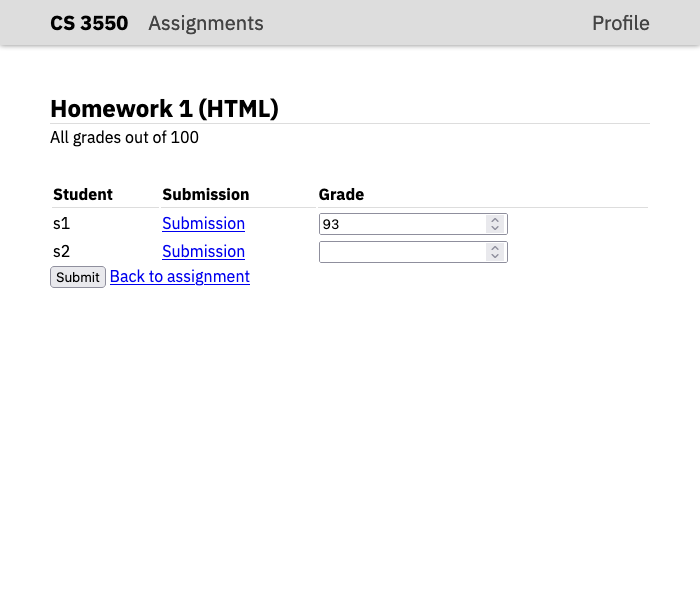 CS 3550 Assignments Profile
Homework 1 (HTML)
All grades out of 100
Student Submission Grade
s1 Submission 93
s2 Submission
Submit Back to assignment